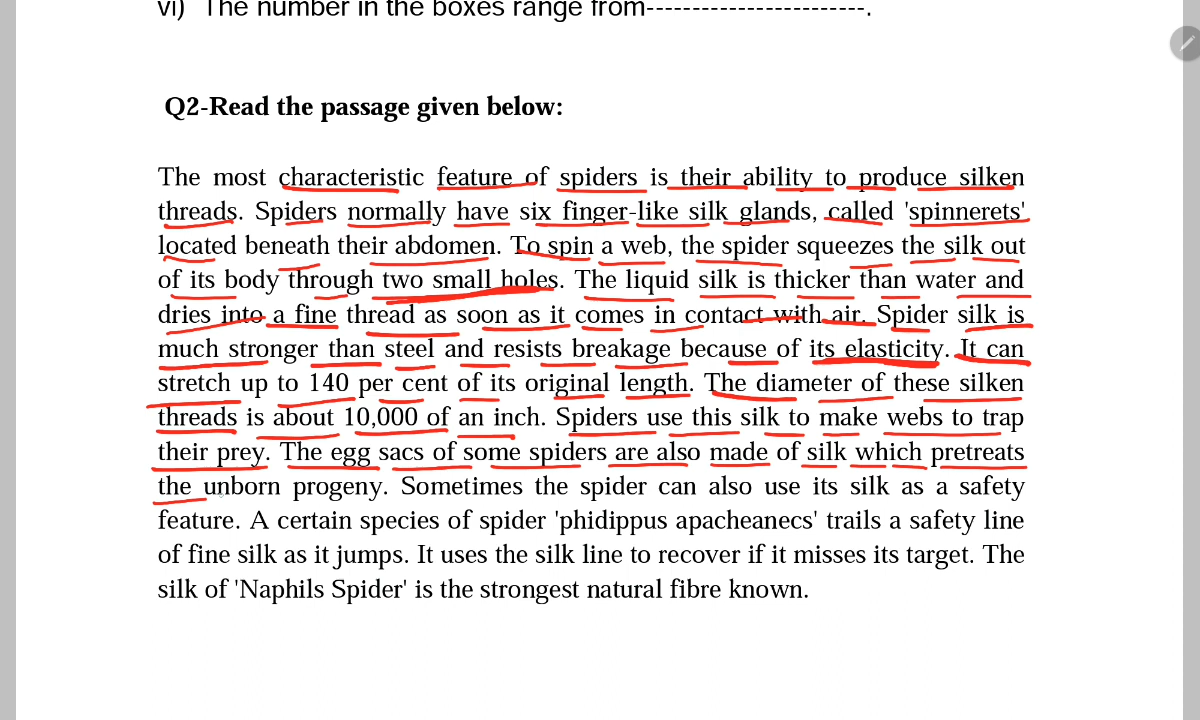 vi) The number in the boxes range from------------------------.
Q2-Read the passage given below:
The most characteristic feature of spiders is their ability to produce silken
threads. Spiders normally have six finger-like silk glands, called 'spinnerets'
located beneath their abdomen. To spin a web, the spider squeezes the silk out
of its body through two small holes. The liquid silk is thicker than water and
dries into a fine thread as soon as it comes in contact with air. Spider silk is
much stronger than steel and resists breakage because of its elasticity. It can
stretch up to 140 per cent of its original length. The diameter of these silken
threads is about 10,000 of an inch. Spiders use this silk to make webs to trap
their prey. The egg sacs of some spiders are also made of silk which pretreats
the unborn progeny. Sometimes the spider can also use its silk as a safety
feature. A certain species of spider 'phidippus apacheanecs' trails a safety line
of fine silk as it jumps. It uses the silk line to recover if it misses its target. The
silk of 'Naphils Spider' is the strongest natural fibre known.